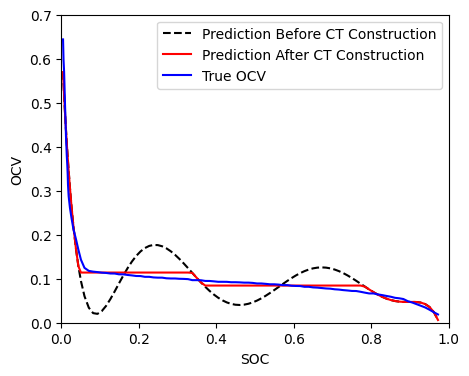 0.7
0.6
0.5
0.4
0.3
0.2
0.1
0.0
OCV
Prediction Before CT Construction
Prediction After CT Construction
True OCV
0.0 0.2 0.4 0.6 0.8 1.0
SOC